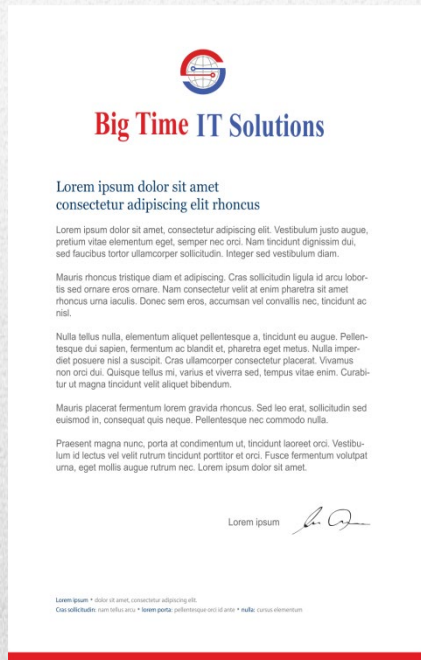 Big Time IT Solutions
Lorem ipsum dolor sit amet
consectetur adipiscing elit rhoncus
Lorem ipsum dolor sit amet, consectetur adipiscing elit. Vestibulum justo augue,
pretium vitae elementum eget, semper nec orci. Nam tincidunt dignissim dui,
sed faucibus tortor ullamcorper sollicitudin. Integer sed vestibulum diam.
Mauris rhoncus tristique diam et adipiscing. Cras sollicitudin ligula id arcu lobor-
tis sed ornare eros ornare. Nam consectetur velit at enim pharetra sit amet
rhoncus urna iaculis. Donec sem eros, accumsan vel convallis nec, tincidunt ac
nisl.
Nulla tellus nulla, elementum aliquet pellentesque a, tincidunt eu augue. Pellen-
tesque dui sapien, fermentum ac blandit et, pharetra eget metus. Nulla imper-
diet posuere nisl a suscipit. Cras ullamcorper consectetur placerat. Vivamus
non orci dui. Quisque tellus mi, varius et viverra sed, tempus vitae enim. Curabi-
tur ut magna tincidunt velit aliquet bibendum.
Mauris placerat fermentum lorem gravida rhoncus. Sed leo erat, sollicitudin sed
euismod in, consequat quis neque. Pellentesque nec commodo nulla.
Praesent magna nunc, porta at condimentum ut, tincidunt laoreet orci. Vestibu-
lum id lectus vel velit rutrum tincidunt porttitor et orci. Fusce fermentum volutpat
urna, eget mollis augue rutrum nec. Lorem ipsum dolor sit amet.
Lorem ipsum
Lorem ipsum • dolor sit amet, consectetur adipiscing elit.
Cras sollicitudin: nam tellus arcu • lorem porta: pellentesque orci id ante • nulla: cursus elementum